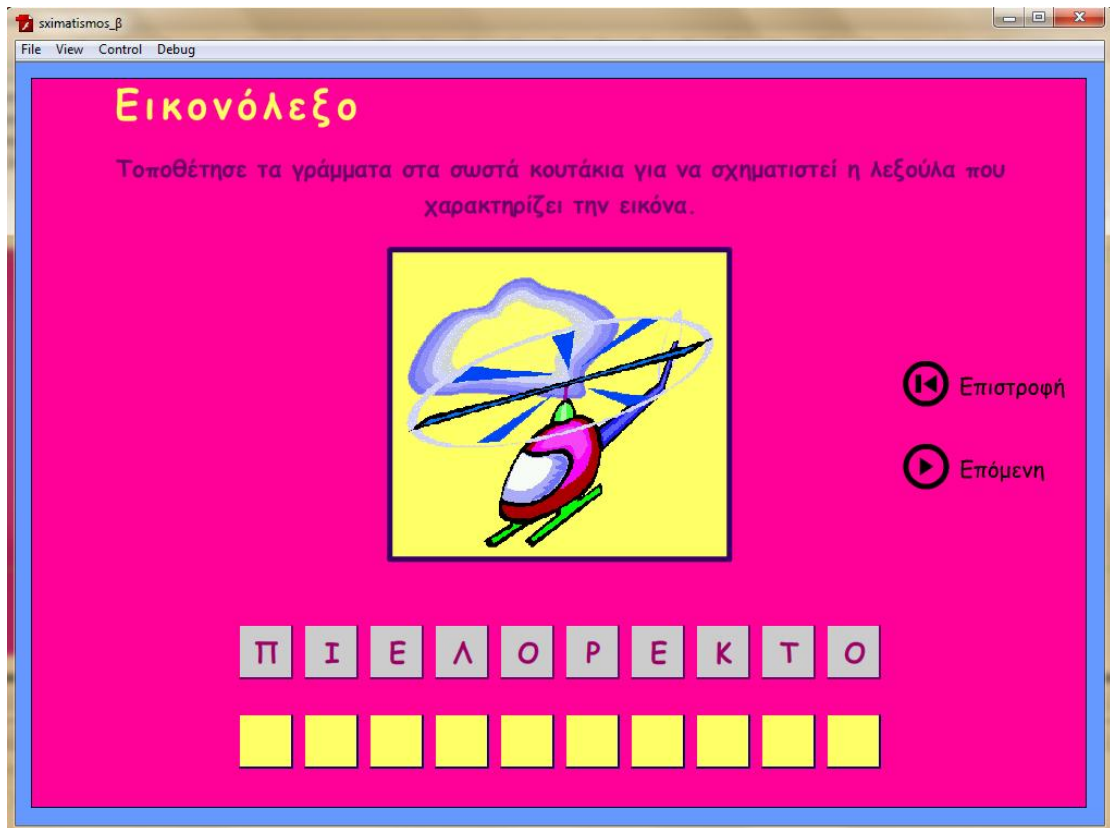 sximatismos_β
File View Control Debug
Εικονόλεξο
Τοποθέτησε τα γράμματα στα σωστά κουτάκια για να σχηματιστεί η λεξούλα που
χαρακτηρίζει την εικόνα.
Επιστροφή
Επόμενη
Π Ι Ε Λ Ο Ρ Ε Κ Τ Ο